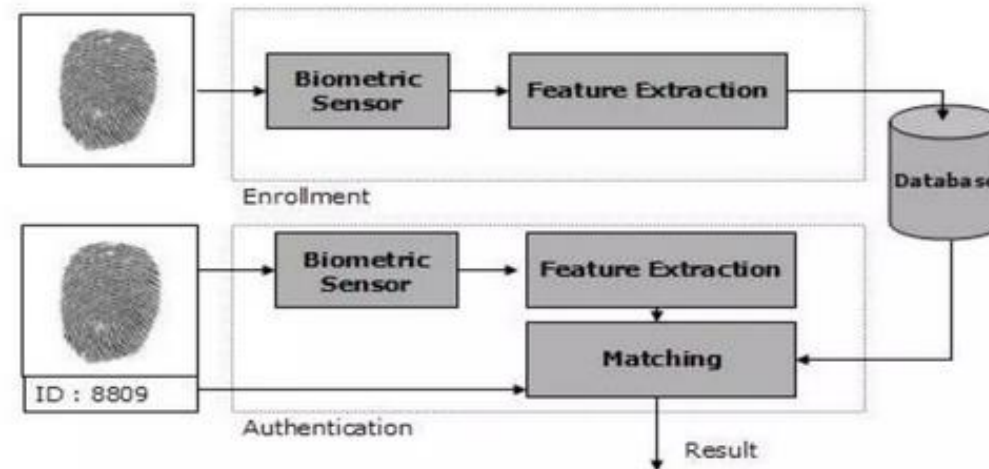 Biometric
Sensor
Feature Extraction
Database
Enrollment
Biometric
Sensor
Feature Extraction
Matching
ID : 8809
Authentication
Result